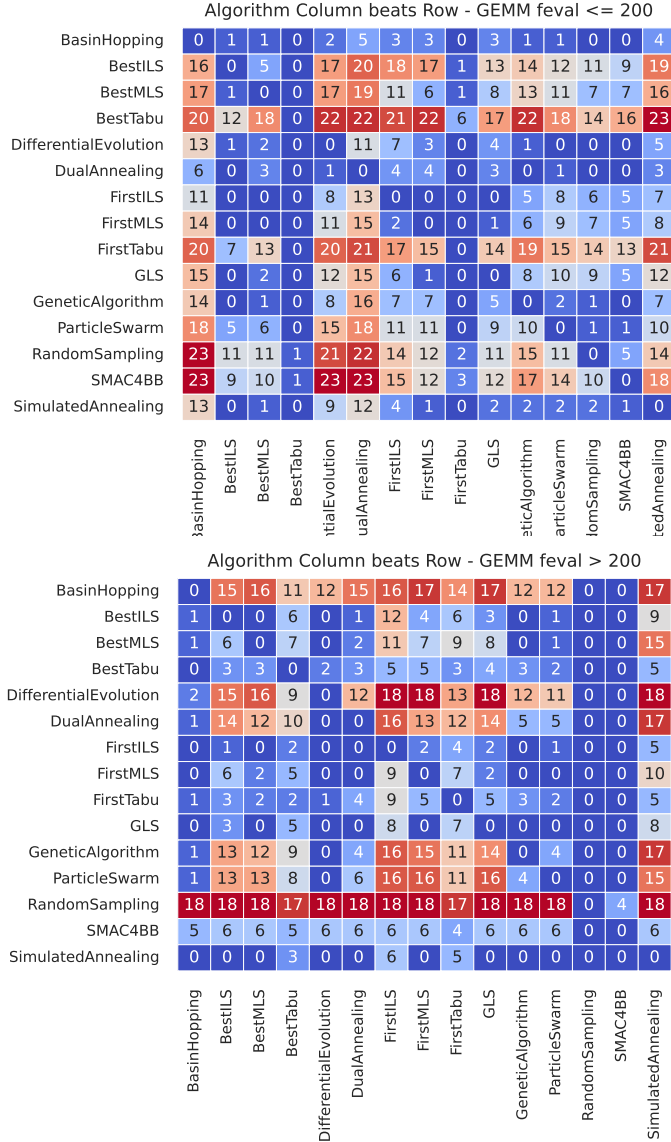 Algorithm Column beats Row - GEMM feval <= 200
BasinHopping 0 1 1 0 2 5 3 3 0 3 1 1 0 0 4
BestILS 16 0 5 0 17 20 18 17 1 13 14 12 11 9 19
BestMLS 17 1 0 0 17 19 11 6 1 8 13 11 7 7 16
BestTabu 20 12 18 0 22 22 21 22 6 17 22 18 14 16 23
DifferentialEvolution 13 1 2 0 0 11 7 3 0 4 1 0 0 0 5
DualAnnealing 6 0 3 0 1 0 4 4 0 3 0 1 0 0 3
FirstILS 11 0 0 0 8 13 0 0 0 0 5 8 6 5 7
FirstMLS 14 0 0 0 11 15 2 0 0 1 6 9 7 5 8
FirstTabu 20 7 13 0 20 21 17 15 0 14 19 15 14 13 21
GLS 15 0 2 0 12 15 6 1 0 0 8 10 9 5 12
GeneticAlgorithm 14 0 1 0 8 16 7 7 0 5 0 2 1 0 7
ParticleSwarm 18 5 6 0 15 18 11 11 0 9 10 0 1 1 10
RandomSampling 23 11 11 1 21 22 14 12 2 11 15 11 0 5 14
SMAC4BB 23 9 10 1 23 23 15 12 3 12 17 14 10 0 18
SimulatedAnnealing 13 0 1 0 9 12 4 1 0 2 2 2 2 1 0
BasinHopping BestILS BestMLS BestTabu ntialEvolution ualAnnealing FirstILS FirstMLS FirstTabu GLS eticAlgorithm articleSwarm domSampling SMAC4BB tedAnnealing
Algorithm Column beats Row - GEMM feval > 200
BasinHopping 0 15 16 11 12 15 16 17 14 17 12 12 0 0 17
BestILS 1 0 0 6 0 1 12 4 6 3 0 1 0 0 9
BestMLS 1 6 0 7 0 2 11 7 9 8 0 1 0 0 15
BestTabu 0 3 3 0 2 3 5 5 3 4 3 2 0 0 5
DifferentialEvolution 2 15 16 9 0 12 18 18 13 18 12 11 0 0 18
DualAnnealing 1 14 12 10 0 0 16 13 12 14 5 5 0 0 17
FirstILS 0 1 0 2 0 0 0 2 4 2 0 1 0 0 5
FirstMLS 0 6 2 5 0 0 9 0 7 2 0 0 0 0 10
FirstTabu 1 3 2 2 1 4 9 5 0 5 3 2 0 0 5
GLS 0 3 0 5 0 0 8 0 7 0 0 0 0 0 8
GeneticAlgorithm 1 13 12 9 0 4 16 15 11 14 0 4 0 0 17
ParticleSwarm 1 13 13 8 0 6 16 16 11 16 4 0 0 0 15
RandomSampling 18 18 18 17 18 18 18 18 17 18 18 18 0 4 18
SMAC4BB 5 6 6 5 6 6 6 6 4 6 6 6 0 0 6
SimulatedAnnealing 0 0 0 3 0 0 6 0 5 0 0 0 0 0 0
BasinHopping BestILS BestMLS BestTabu DifferentialEvolution DualAnnealing FirstILS FirstMLS FirstTabu GLS GeneticAlgorithm ParticleSwarm RandomSampling SMAC4BB SimulatedAnnealing